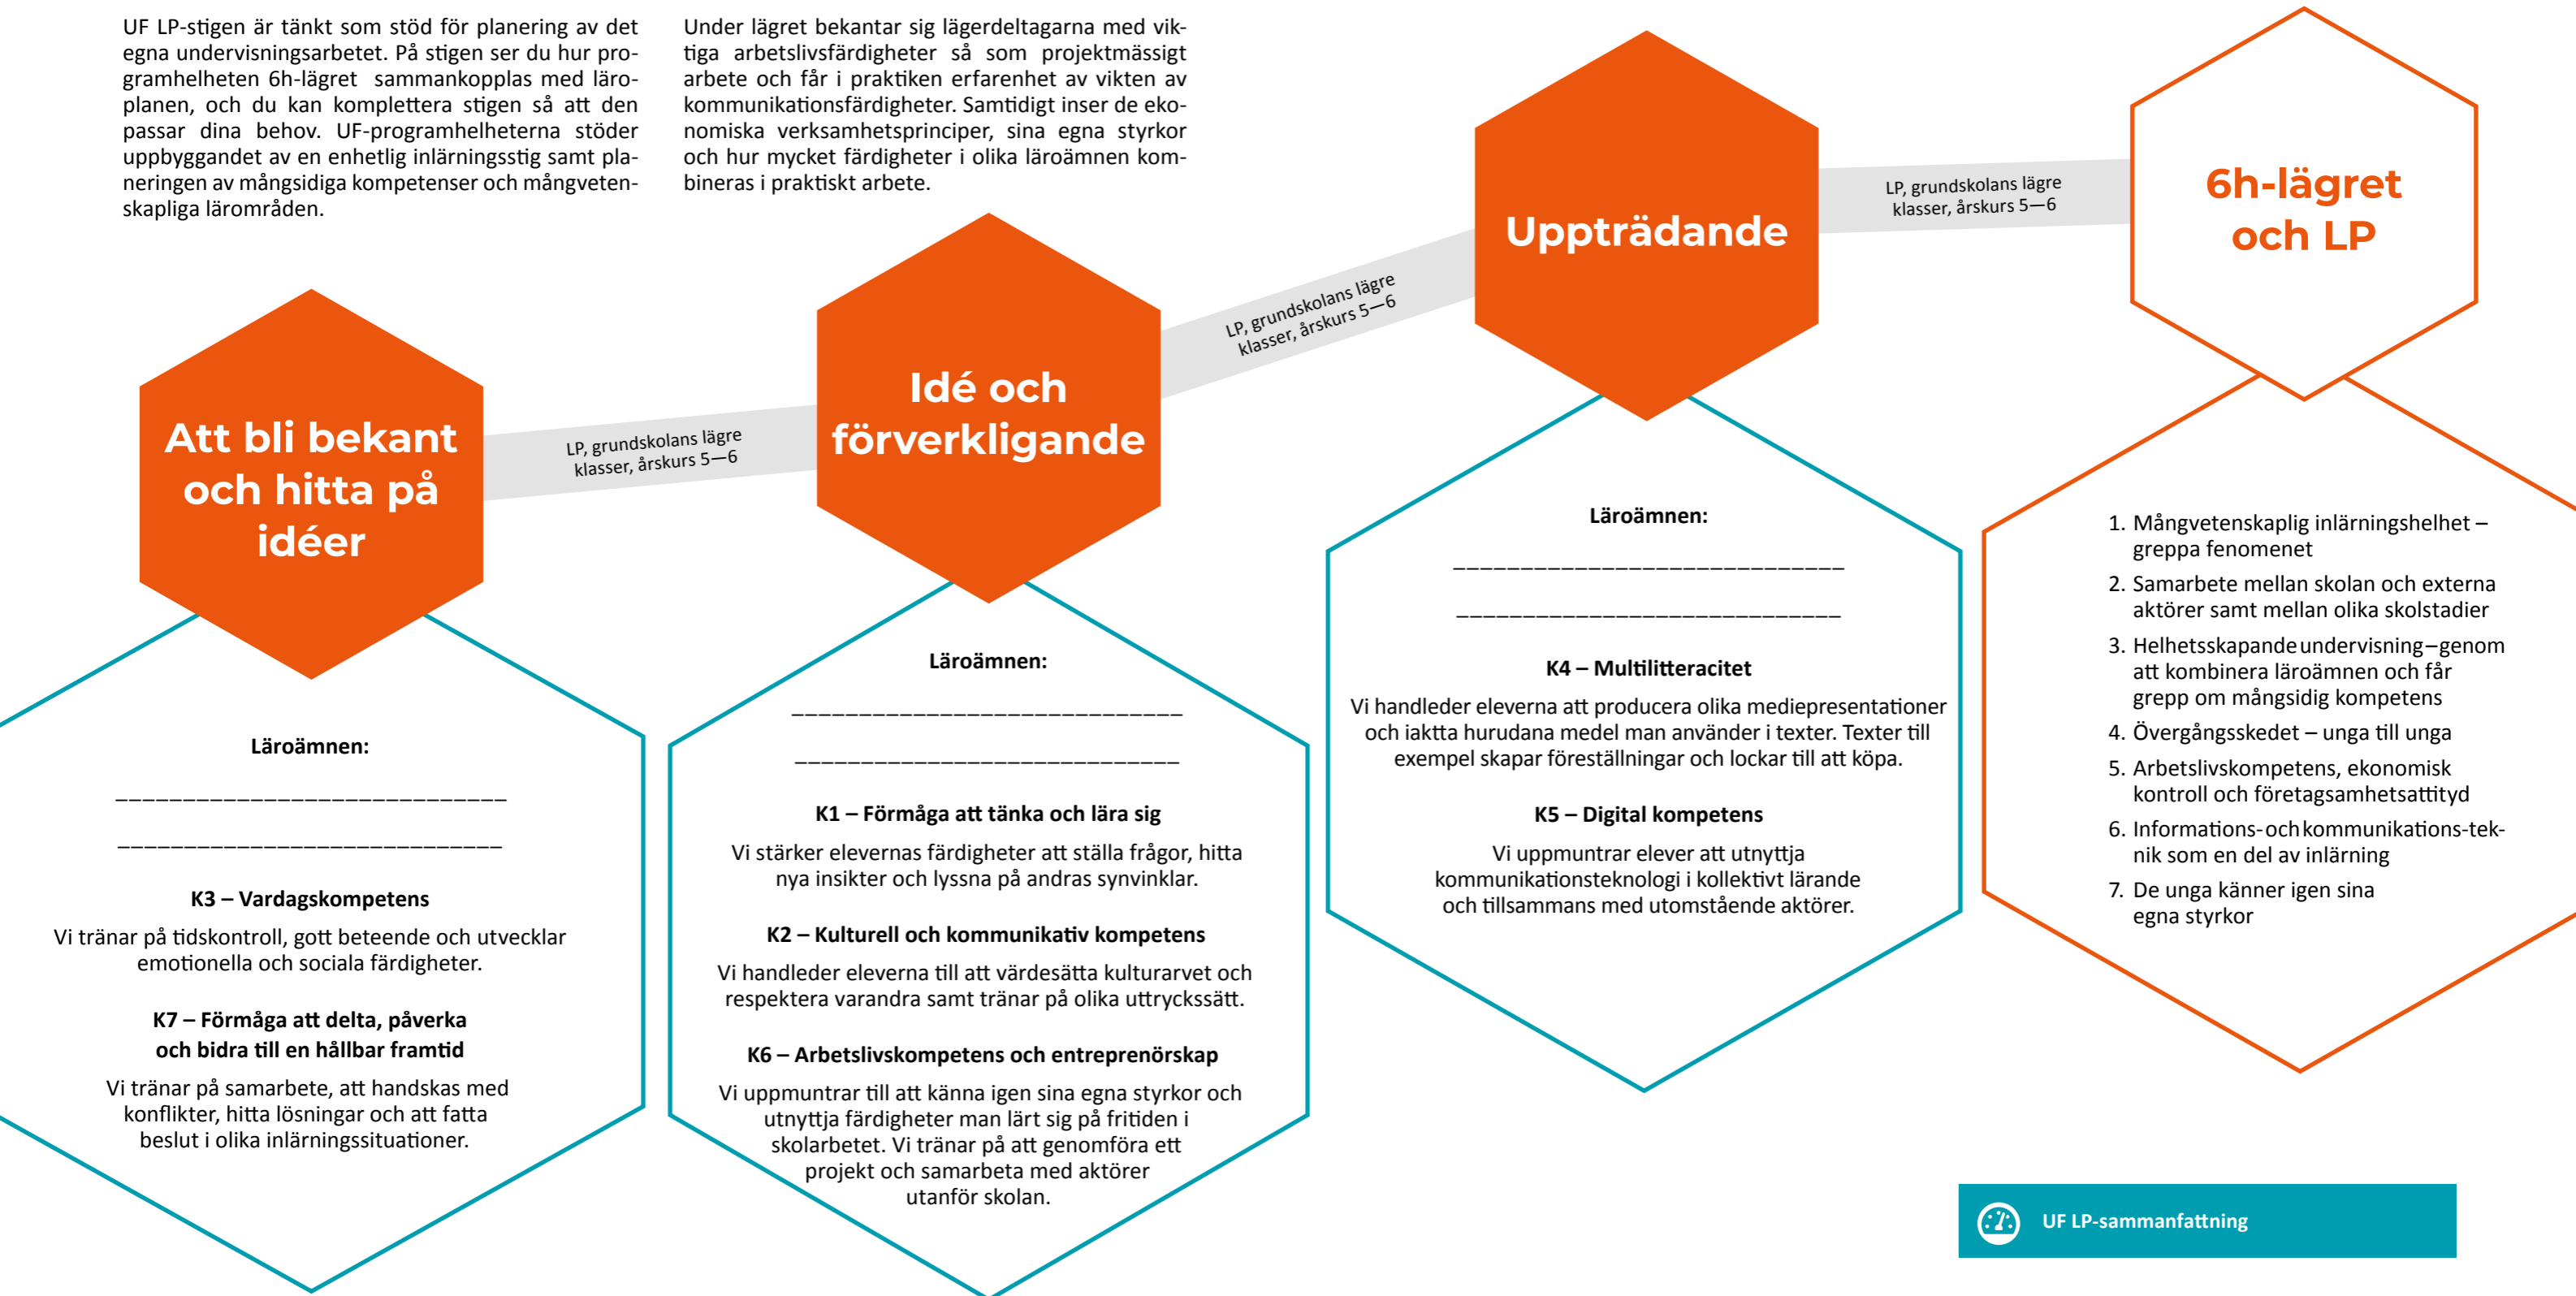 UF LP-stigen är tänkt som stöd för planering av det
egna undervisningsarbetet. På stigen ser du hur pro-
gramhelheten 6h-lägret sammankopplas med läro-
planen, och du kan komplettera stigen så att den
passar dina behov. UF-programhelheterna stöder
uppbyggandet av en enhetlig inlärningsstig samt pla-
neringen av mångsidiga kompetenser och mångveten-
skapliga lärområden.
Under lägret bekantar sig lägerdeltagarna med vik-
tiga arbetslivsfärdigheter så som projektmässigt
arbete och får i praktiken erfarenhet av vikten av
kommunikationsfärdigheter. Samtidigt inser de eko-
nomiska verksamhetsprinciper, sina egna styrkor
och hur mycket färdigheter i olika läroämnen kom-
bineras i praktiskt arbete.
Att bli bekant
och hitta på
idéer
LP, grundskolans lägre
klasser, årskurs 5—6
Läroämnen:
_____________________________
_____________________________
K3 – Vardagskompetens
Vi tränar på tidskontroll, gott beteende och utvecklar
emotionella och sociala färdigheter.
K7 – Förmåga att delta, påverka
och bidra till en hållbar framtid
Vi tränar på samarbete, att handskas med
konflikter, hitta lösningar och att fatta
beslut i olika inlärningssituationer.
Idé och
förverkligande
LP, grundskolans lägre
klasser, årskurs 5—6
Läroämnen:
_____________________________
_____________________________
K1 – Förmåga att tänka och lära sig
Vi stärker elevernas färdigheter att ställa frågor, hitta
nya insikter och lyssna på andras synvinklar.
K2 – Kulturell och kommunikativ kompetens
Vi handleder eleverna till att värdesätta kulturarvet och
respektera varandra samt tränar på olika uttryckssätt.
K6 – Arbetslivskompetens och entreprenörskap
Vi uppmuntrar till att känna igen sina egna styrkor och
utnyttja färdigheter man lärt sig på fritiden i
skolarbetet. Vi tränar på att genomföra ett
projekt och samarbeta med aktörer
utanför skolan.
Uppträdande
LP, grundskolans lägre
klasser, årskurs 5—6
Läroämnen:
_____________________________
_____________________________
K4 – Multilitteracitet
Vi handleder eleverna att producera olika mediepresentationer
och iaktta hurudana medel man använder i texter. Texter till
exempel skapar föreställningar och lockar till att köpa.
K5 – Digital kompetens
Vi uppmuntrar elever att utnyttja
kommunikationsteknologi i kollektivt lärande
och tillsammans med utomstående aktörer.
6h-lägret
och LP
1. Mångvetenskaplig inlärningshelhet –
greppa fenomenet
2. Samarbete mellan skolan och externa
aktörer samt mellan olika skolstadier
3. Helhetsskapande undervisning – genom
att kombinera läroämnen och får
grepp om mångsidig kompetens
4. Övergångsskedet – unga till unga
5. Arbetslivskompetens, ekonomisk
kontroll och företagsamhetsattityd
6. Informations- och kommunikations-tek-
nik som en del av inlärning
7. De unga känner igen sina
egna styrkor
UF LP-sammanfattning